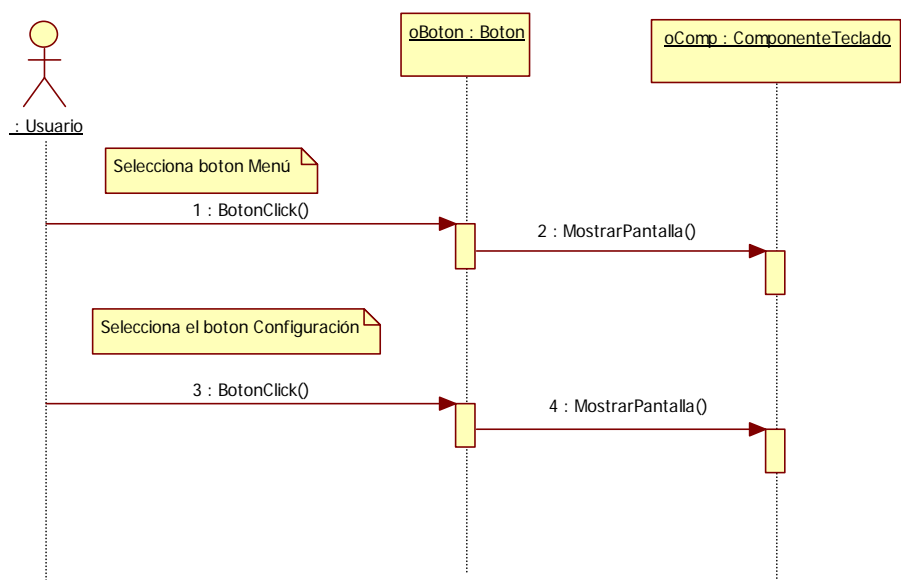 oBoton : Boton
oComp : ComponenteTeclado
: Usuario
Selecciona boton Menú
1 : BotonClick()
2 : MostrarPantalla()
Selecciona el boton Configuración
3 : BotonClick()
4 : MostrarPantalla()